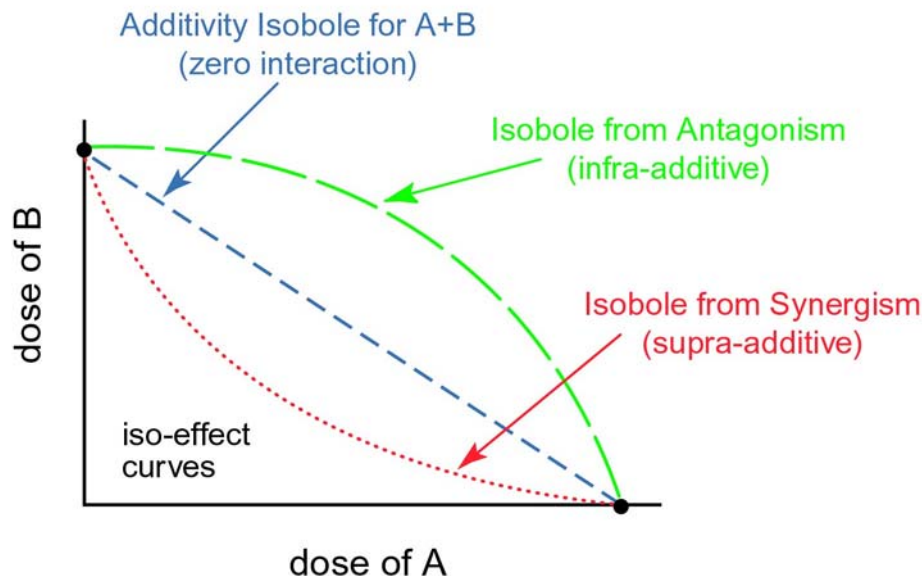 Additivity Isobole for A+B
(zero interaction)
Isobole from Antagonism
(infra-additive)
Isobole from Synergism
(supra-additive)
dose of B
iso-effect
curves
dose of A